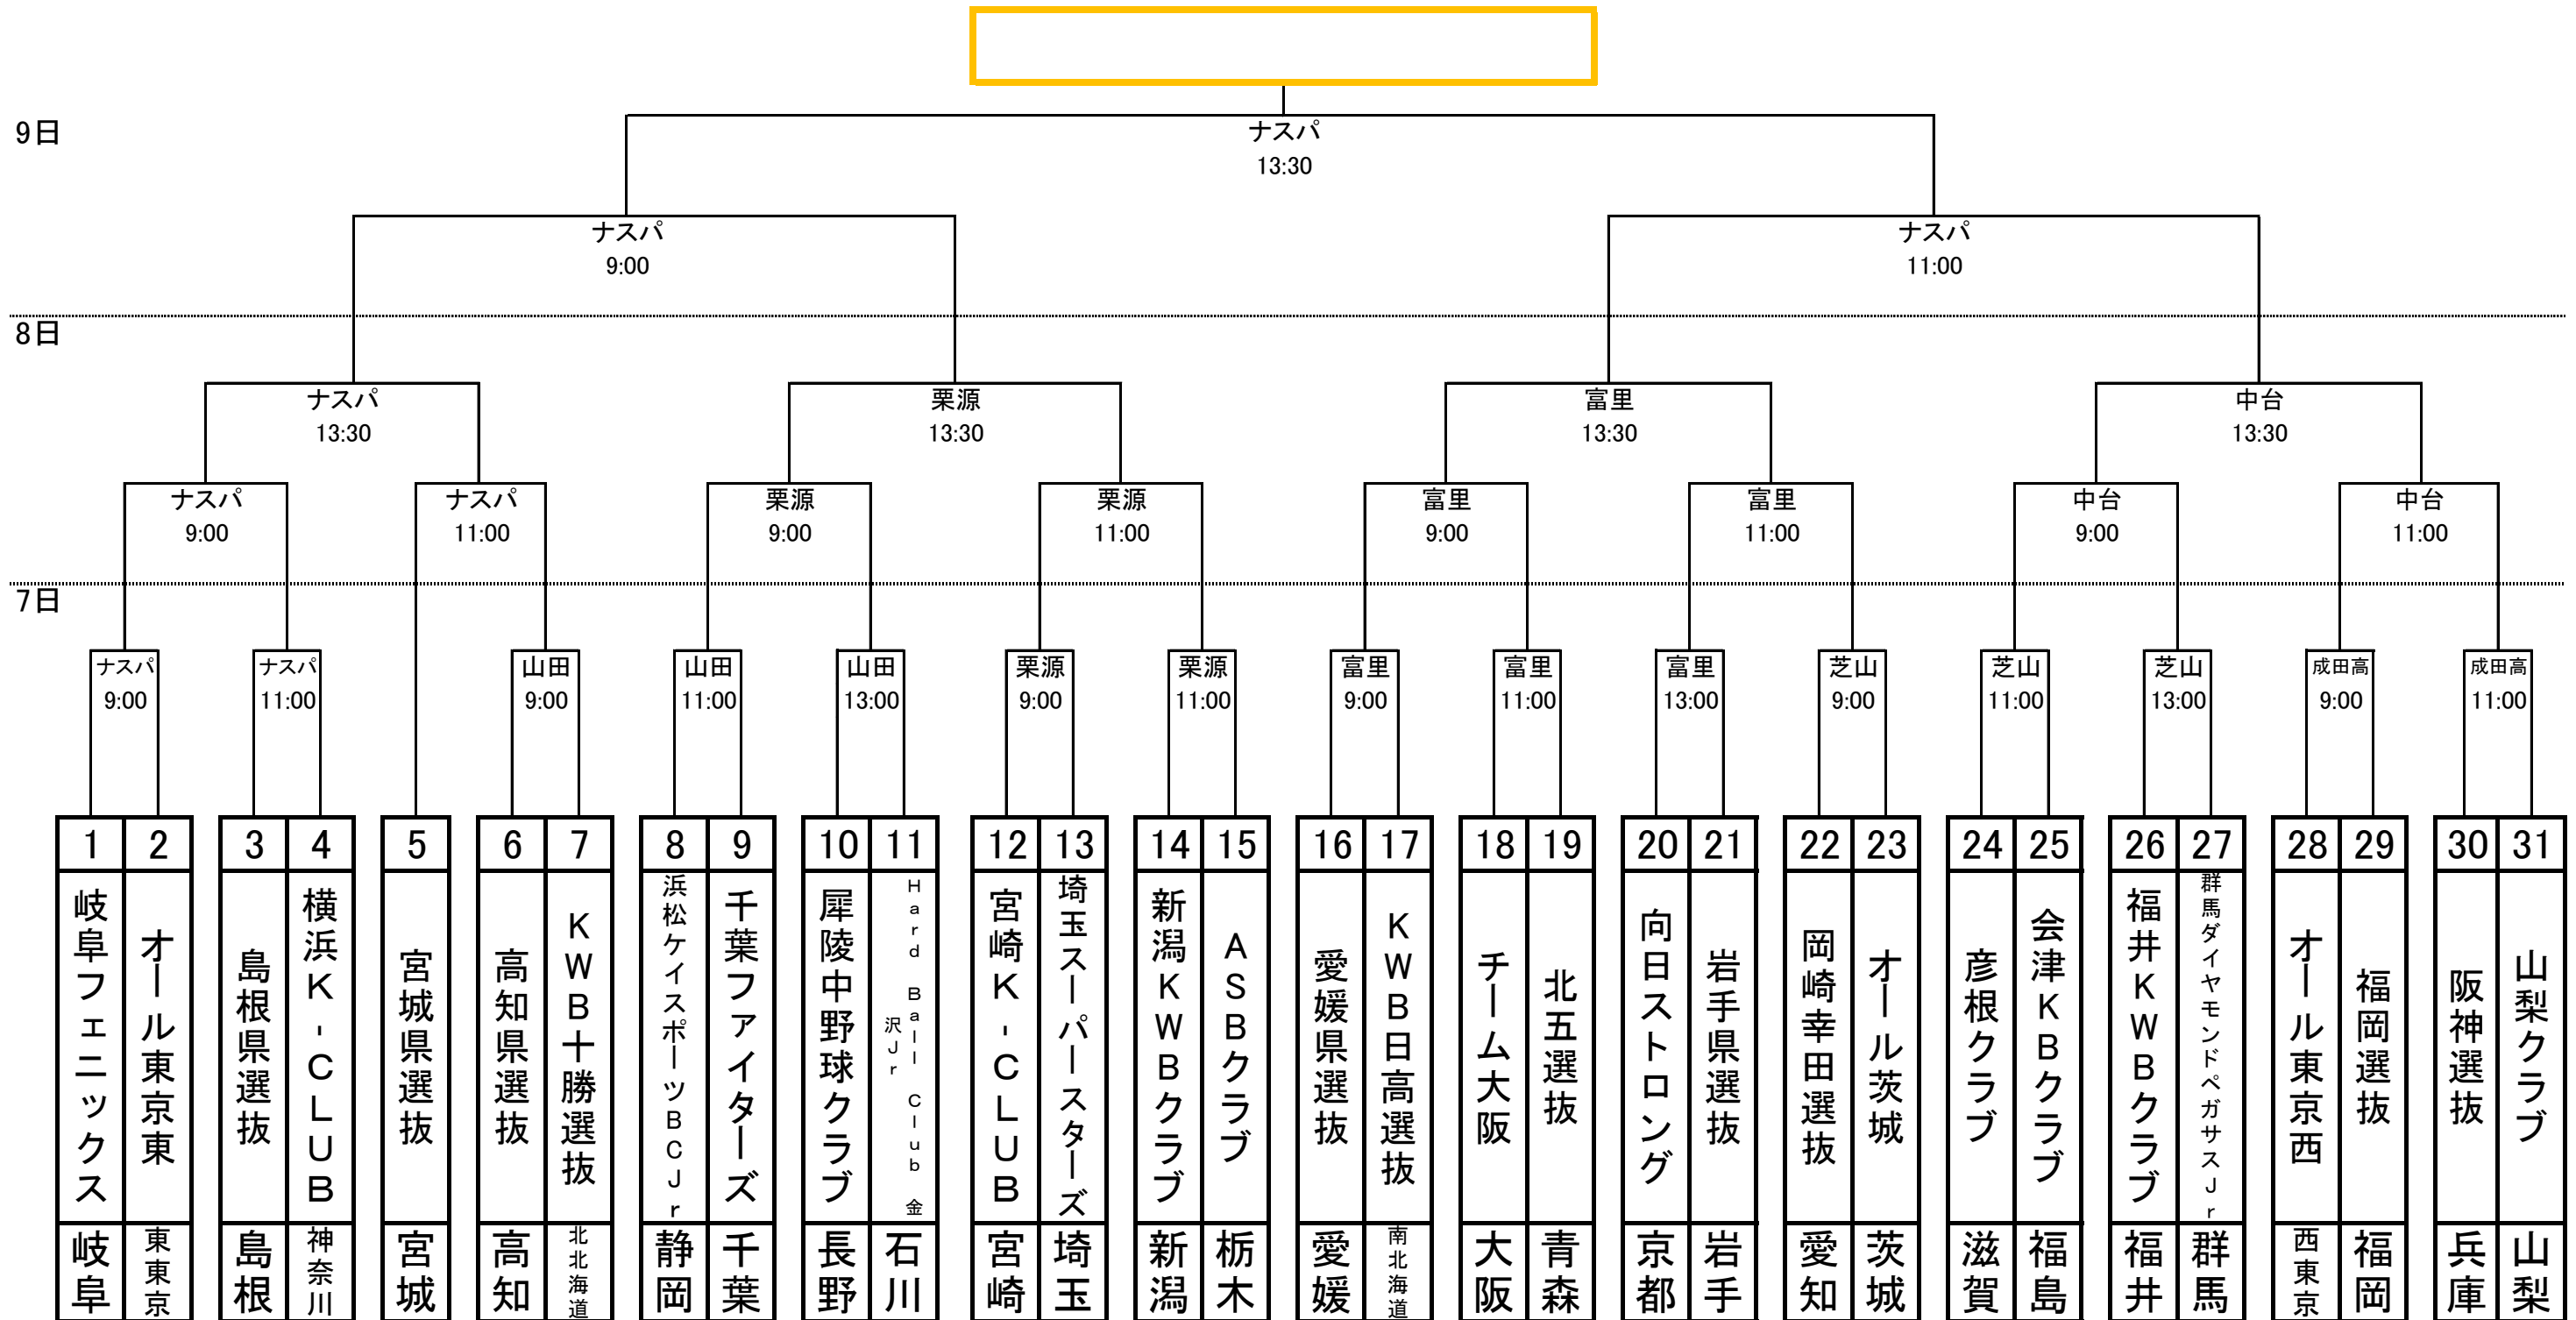 9日
ナスパ
13:30
ナスパ
9:00
ナスパ
11:00
8日
ナスパ
13:30
栗源
13:30
富里
13:30
中台
13:30
ナスパ
9:00
ナスパ
11:00
栗源
9:00
栗源
11:00
富里
9:00
富里
11:00
中台
9:00
中台
11:00
7日
ナスパ
9:00
ナスパ
11:00
山田
9:00
山田
11:00
山田
13:00
栗源
9:00
栗源
11:00
富里
9:00
富里
11:00
富里
13:00
芝山
9:00
芝山
11:00
芝山
13:00
成田高
9:00
成田高
11:00
1
岐阜フェニックス
岐阜
2
オール東京東
東東京
3
島根県選抜
島根
4
横浜K-CLUB
神奈川
5
宮城県選抜
宮城
6
高知県選抜
高知
7
KWB十勝選抜
北北海道
8
浜松ケイスポーツBCJr
静岡
9
千葉ファイターズ
千葉
10
犀陵中野球クラブ
長野
11
Hard Ball Club 金
沢Jr
石川
12
宮崎K-CLUB
宮崎
13
埼玉スーパースターズ
埼玉
14
新潟KWBクラブ
新潟
15
ASBクラブ
栃木
16
愛媛県選抜
愛媛
17
KWB日高選抜
南北海道
18
チーム大阪
大阪
19
北五選抜
青森
20
向日ストロング
京都
21
岩手県選抜
岩手
22
岡崎幸田選抜
愛知
23
オール茨城
茨城
24
彦根クラブ
滋賀
25
会津KBクラブ
福島
26
福井KWBクラブ
福井
27
群馬ダイヤモンドペガサスJr
群馬
28
オール東京西
西東京
29
福岡選抜
福岡
30
阪神選抜
兵庫
31
山梨クラブ
山梨